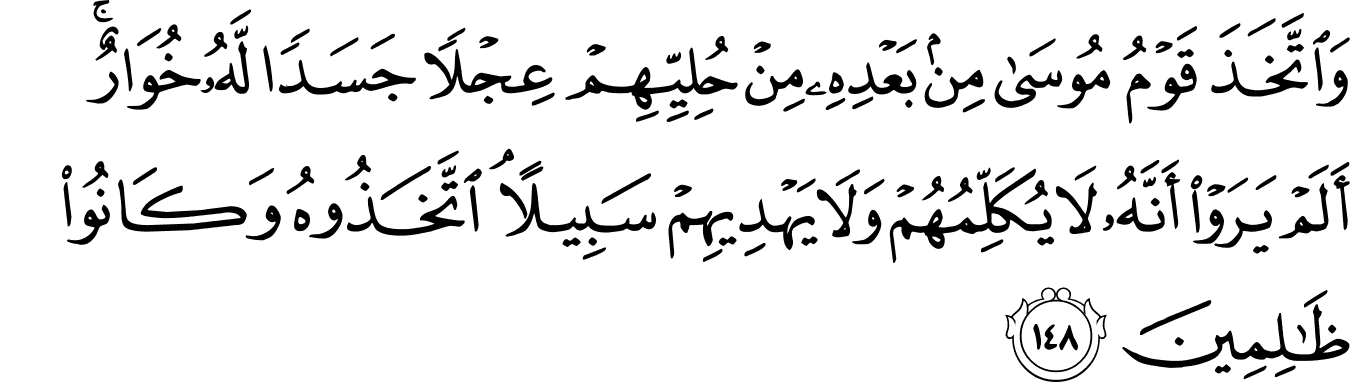 وَٱتَّخَذَ قَوْمُ مُوسَىٰ مِنۢ بَعْدِهِۦ مِنْ حُلِيِّهِمْ عِجْلًا جَسَدًا لَّهُۥ خُوَارٌ ۚ
أَلَمْ يَرَوْا۟ أَنَّهُۥ لَا يُكَلِّمُهُمْ وَلَا يَهْدِيهِمْ سَبِيلًا ۘ ٱتَّخَذُوهُ وَكَانُوا۟
ظَٰلِمِينَ ١٤٨